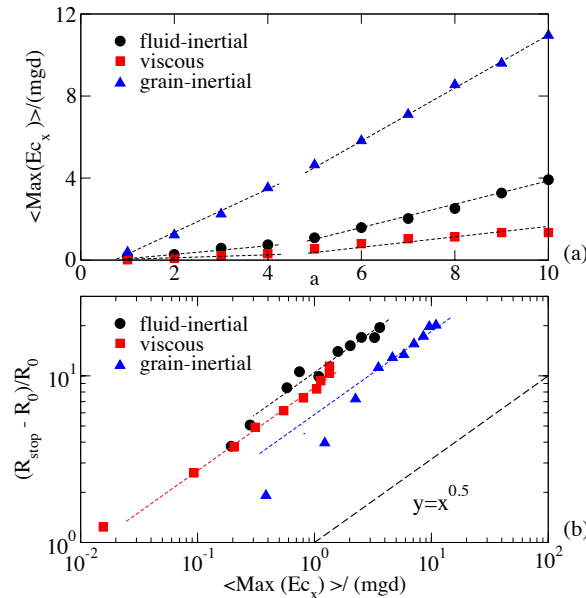 12
8
4
0
<Max(Ec_x)>/(mgd)
fluid-inertial
viscous
grain-inertial
0 2 4 6 8 10
a
(a)
fluid-inertial
viscous
grain-inertial
10^1
10^0
(R_stop - R_0)/R_0
y=x^0.5
10^-2 10^-1 10^0 10^1 10^2
(b)
<Max (Ec_x)>/ (mgd)